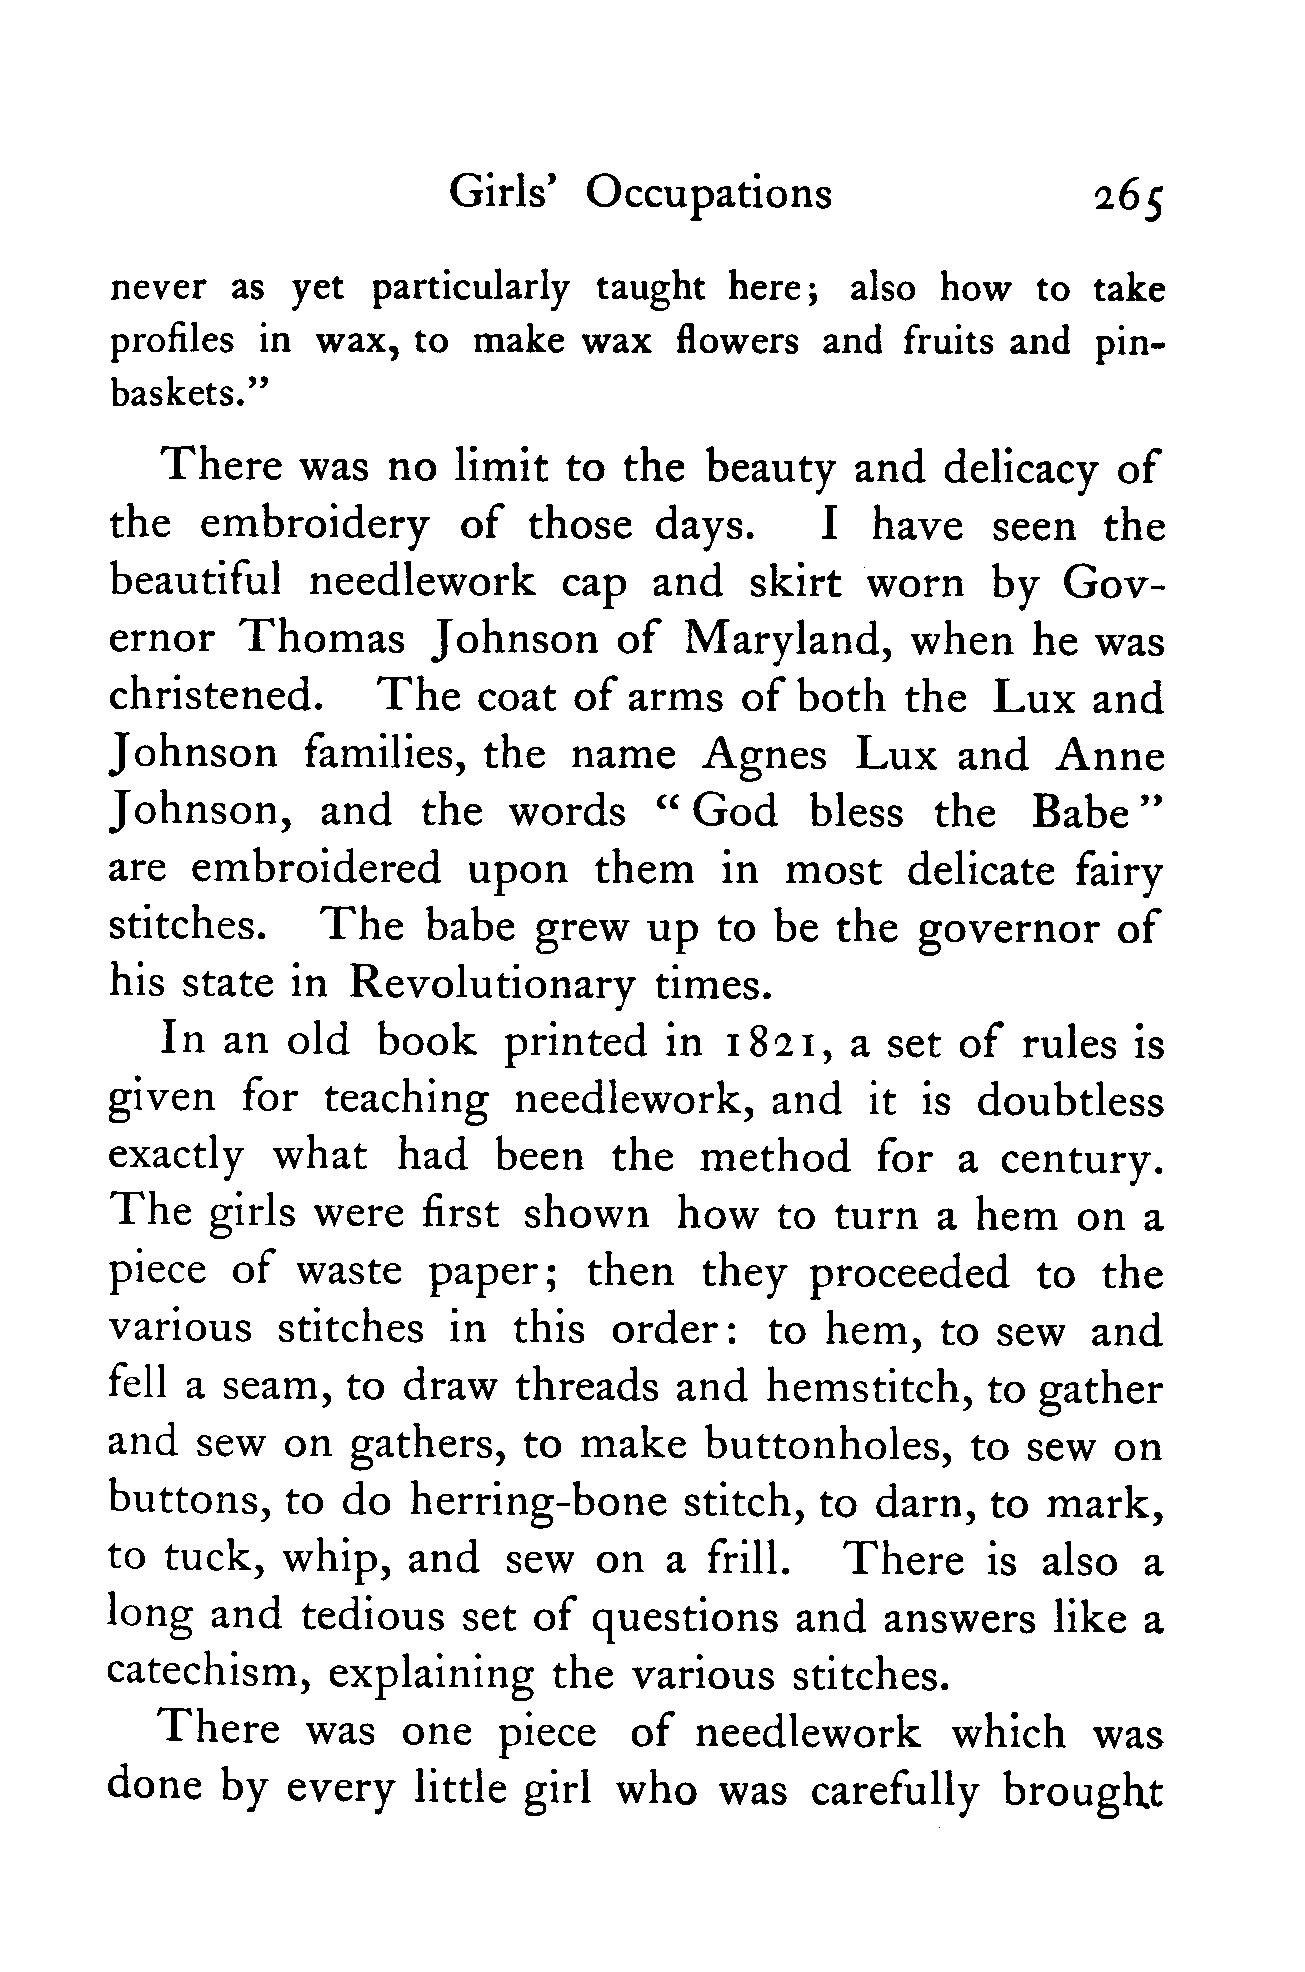 Girls' Occupations 265
never as yet particularly taught here; also how to take
profiles in wax, to make wax flowers and fruits and pin-
baskets."
There was no limit to the beauty and delicacy of
the embroidery of those days. I have seen the
beautiful needlework cap and skirt worn by Gov-
ernor Thomas Johnson of Maryland, when he was
christened. The coat of arms of both the Lux and
Johnson families, the name Agnes Lux and Anne
Johnson, and the words "God bless the Babe"
are embroidered upon them in most delicate fairy
stitches. The babe grew up to be the governor of
his state in Revolutionary times.
In an old book printed in 1821, a set of rules is
given for teaching needlework, and it is doubtless
exactly what had been the method for a century.
The girls were first shown how to turn a hem on a
piece of waste paper; then they proceeded to the
various stitches in this order: to hem, to sew and
fell a seam, to draw threads and hemstitch, to gather
and sew on gathers, to make buttonholes, to sew on
buttons, to do herring-bone stitch, to darn, to mark,
to tuck, whip, and sew on a frill. There is also a
long and tedious set of questions and answers like a
catechism, explaining the various stitches.
There was one piece of needlework which was
done by every little girl who was carefully brought